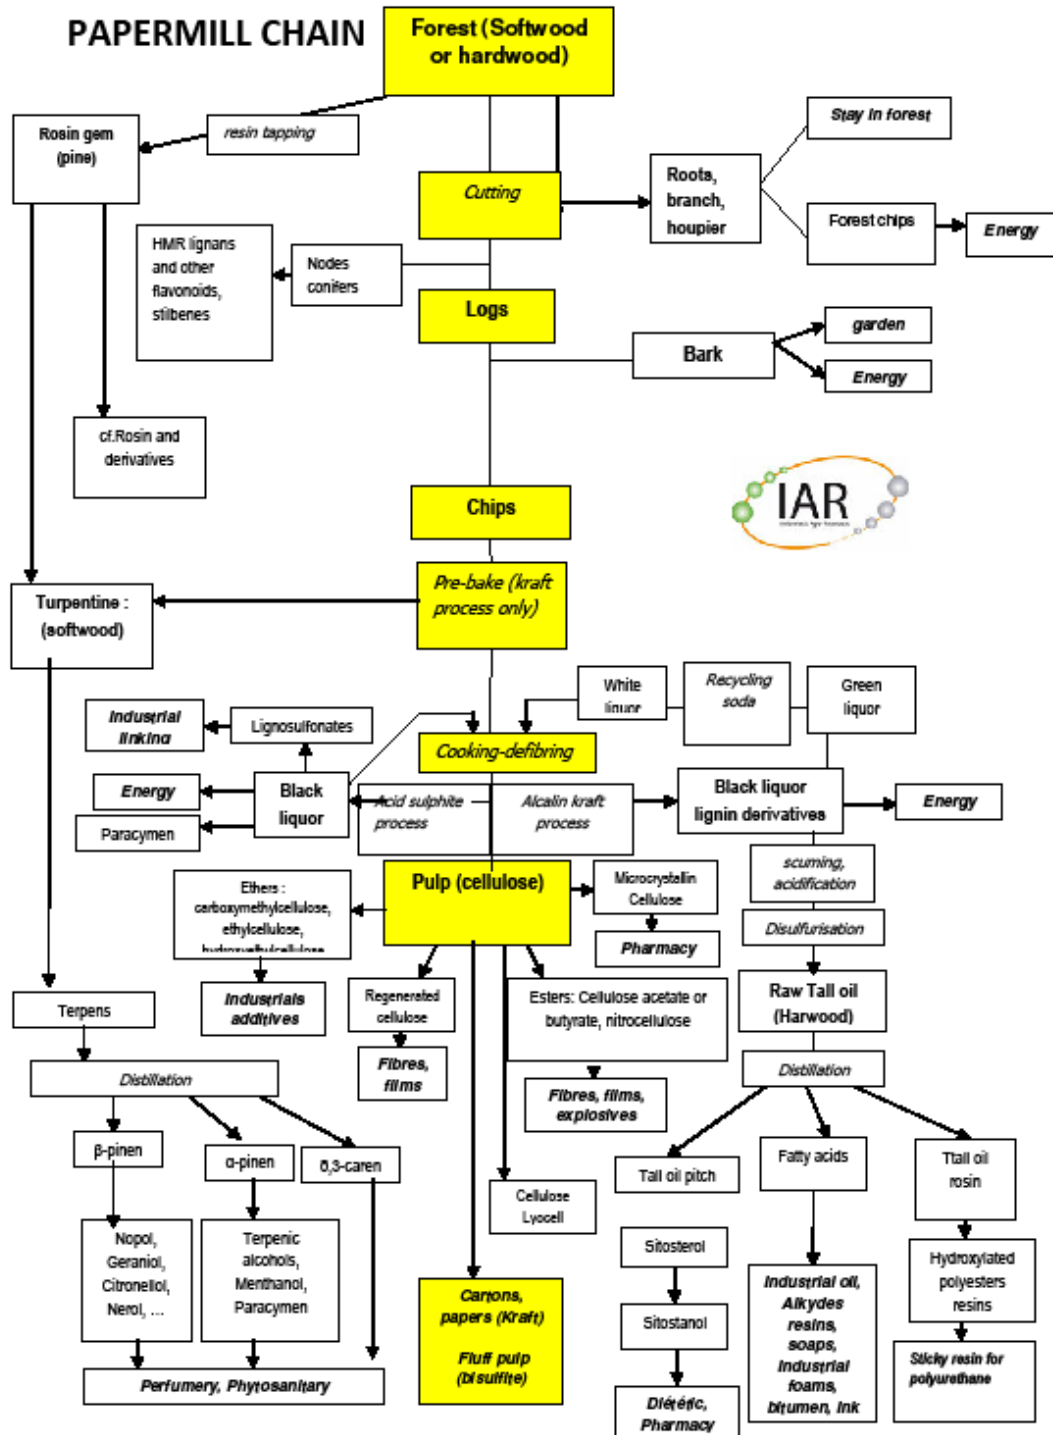 PAPERMILL CHAIN
Forest (Softwood
or hardwood)
Rosin gem
(pine)
resin tapping
Stay in forest
Cutting
Roots,
branch,
houpier
Forest chips
Energy
HMR lignans
and other
flavonoids,
stilbenes
Nodes
conifers
Logs
garden
Bark
Energy
cf.Rosin and
derivatives
IAR
Chips
Pre-bake (kraft
process only)
Turpentine :
(softwood)
White
liquor
Recycling
soda
Green
liquor
Industrial
linking
Lignosulfonates
Cooking-defibring
Energy
Black
liquor
Paracymen
Acid sulphite
process
Alcalin kraft
process
Black liquor
lignin derivatives
Energy
Pulp (cellulose)
Ethers :
carboxymethylcellulose,
ethylcellulose,
hydroxyethylcellulose
Microcrystallin
Cellulose
Pharmacy
scuming,
acidification
Disulfurisation
Industrials
additives
Regenerated
cellulose
Fibres,
films
Esters: Cellulose acetate or
butyrate, nitrocellulose
Fibres, films,
explosives
Raw Tall oil
(Harwood)
Terpens
Distillation
Distillation
β-pinen
α-pinen
δ,3-caren
Tall oil pitch
Fatty acids
Ttall oil
rosin
Cellulose
Lyocell
Nopol,
Geraniol,
Citronellol,
Nerol, ...
Terpenic
alcohols,
Menthanol,
Paracymen
Sitosterol
Sitostanol
Hydroxylated
polyesters
resins
Cartons,
papers (Kraft)
Fluff pulp
(bisulfite)
Industrial oil,
Alkydes
resins,
soaps,
industrial
foams,
bitumen, ink
Sticky resin for
polyurethane
Perfumery, Phytosanitary
Diététic,
Pharmacy